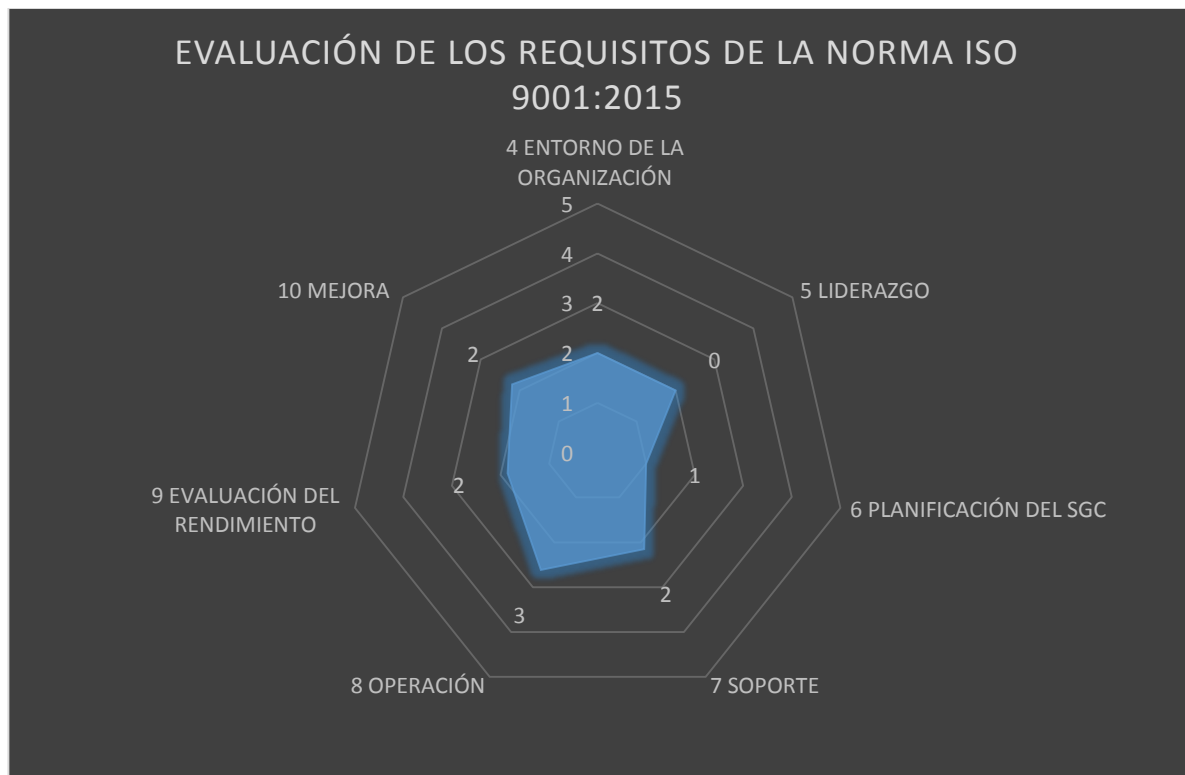 EVALUACIÓN DE LOS REQUISITOS DE LA NORMA ISO
9001:2015
4 ENTORNO DE LA
ORGANIZACIÓN
5
4
3
2
2
1
0
5 LIDERAZGO
0
6 PLANIFICACIÓN DEL SGC
1
7 SOPORTE
2
8 OPERACIÓN
3
9 EVALUACIÓN DEL
RENDIMIENTO
2
10 MEJORA
2